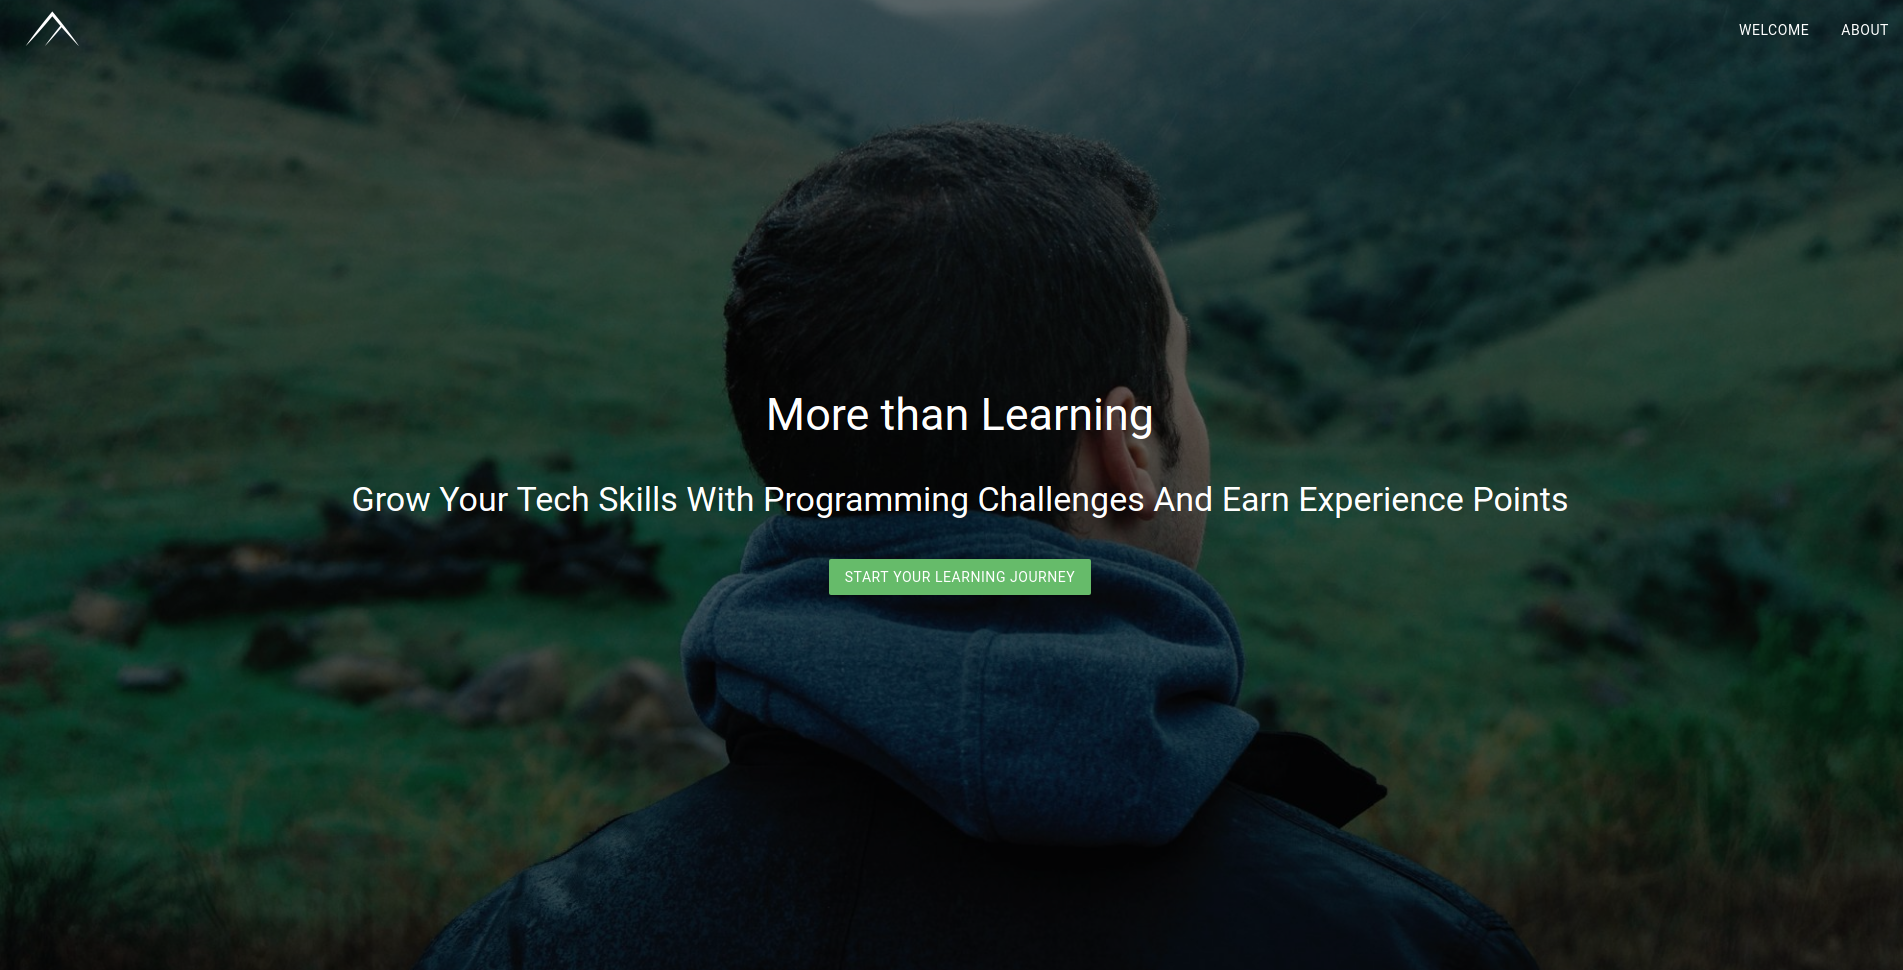 WELCOME ABOUT
More than Learning
Grow Your Tech Skills With Programming Challenges And Earn Experience Points
START YOUR LEARNING JOURNEY